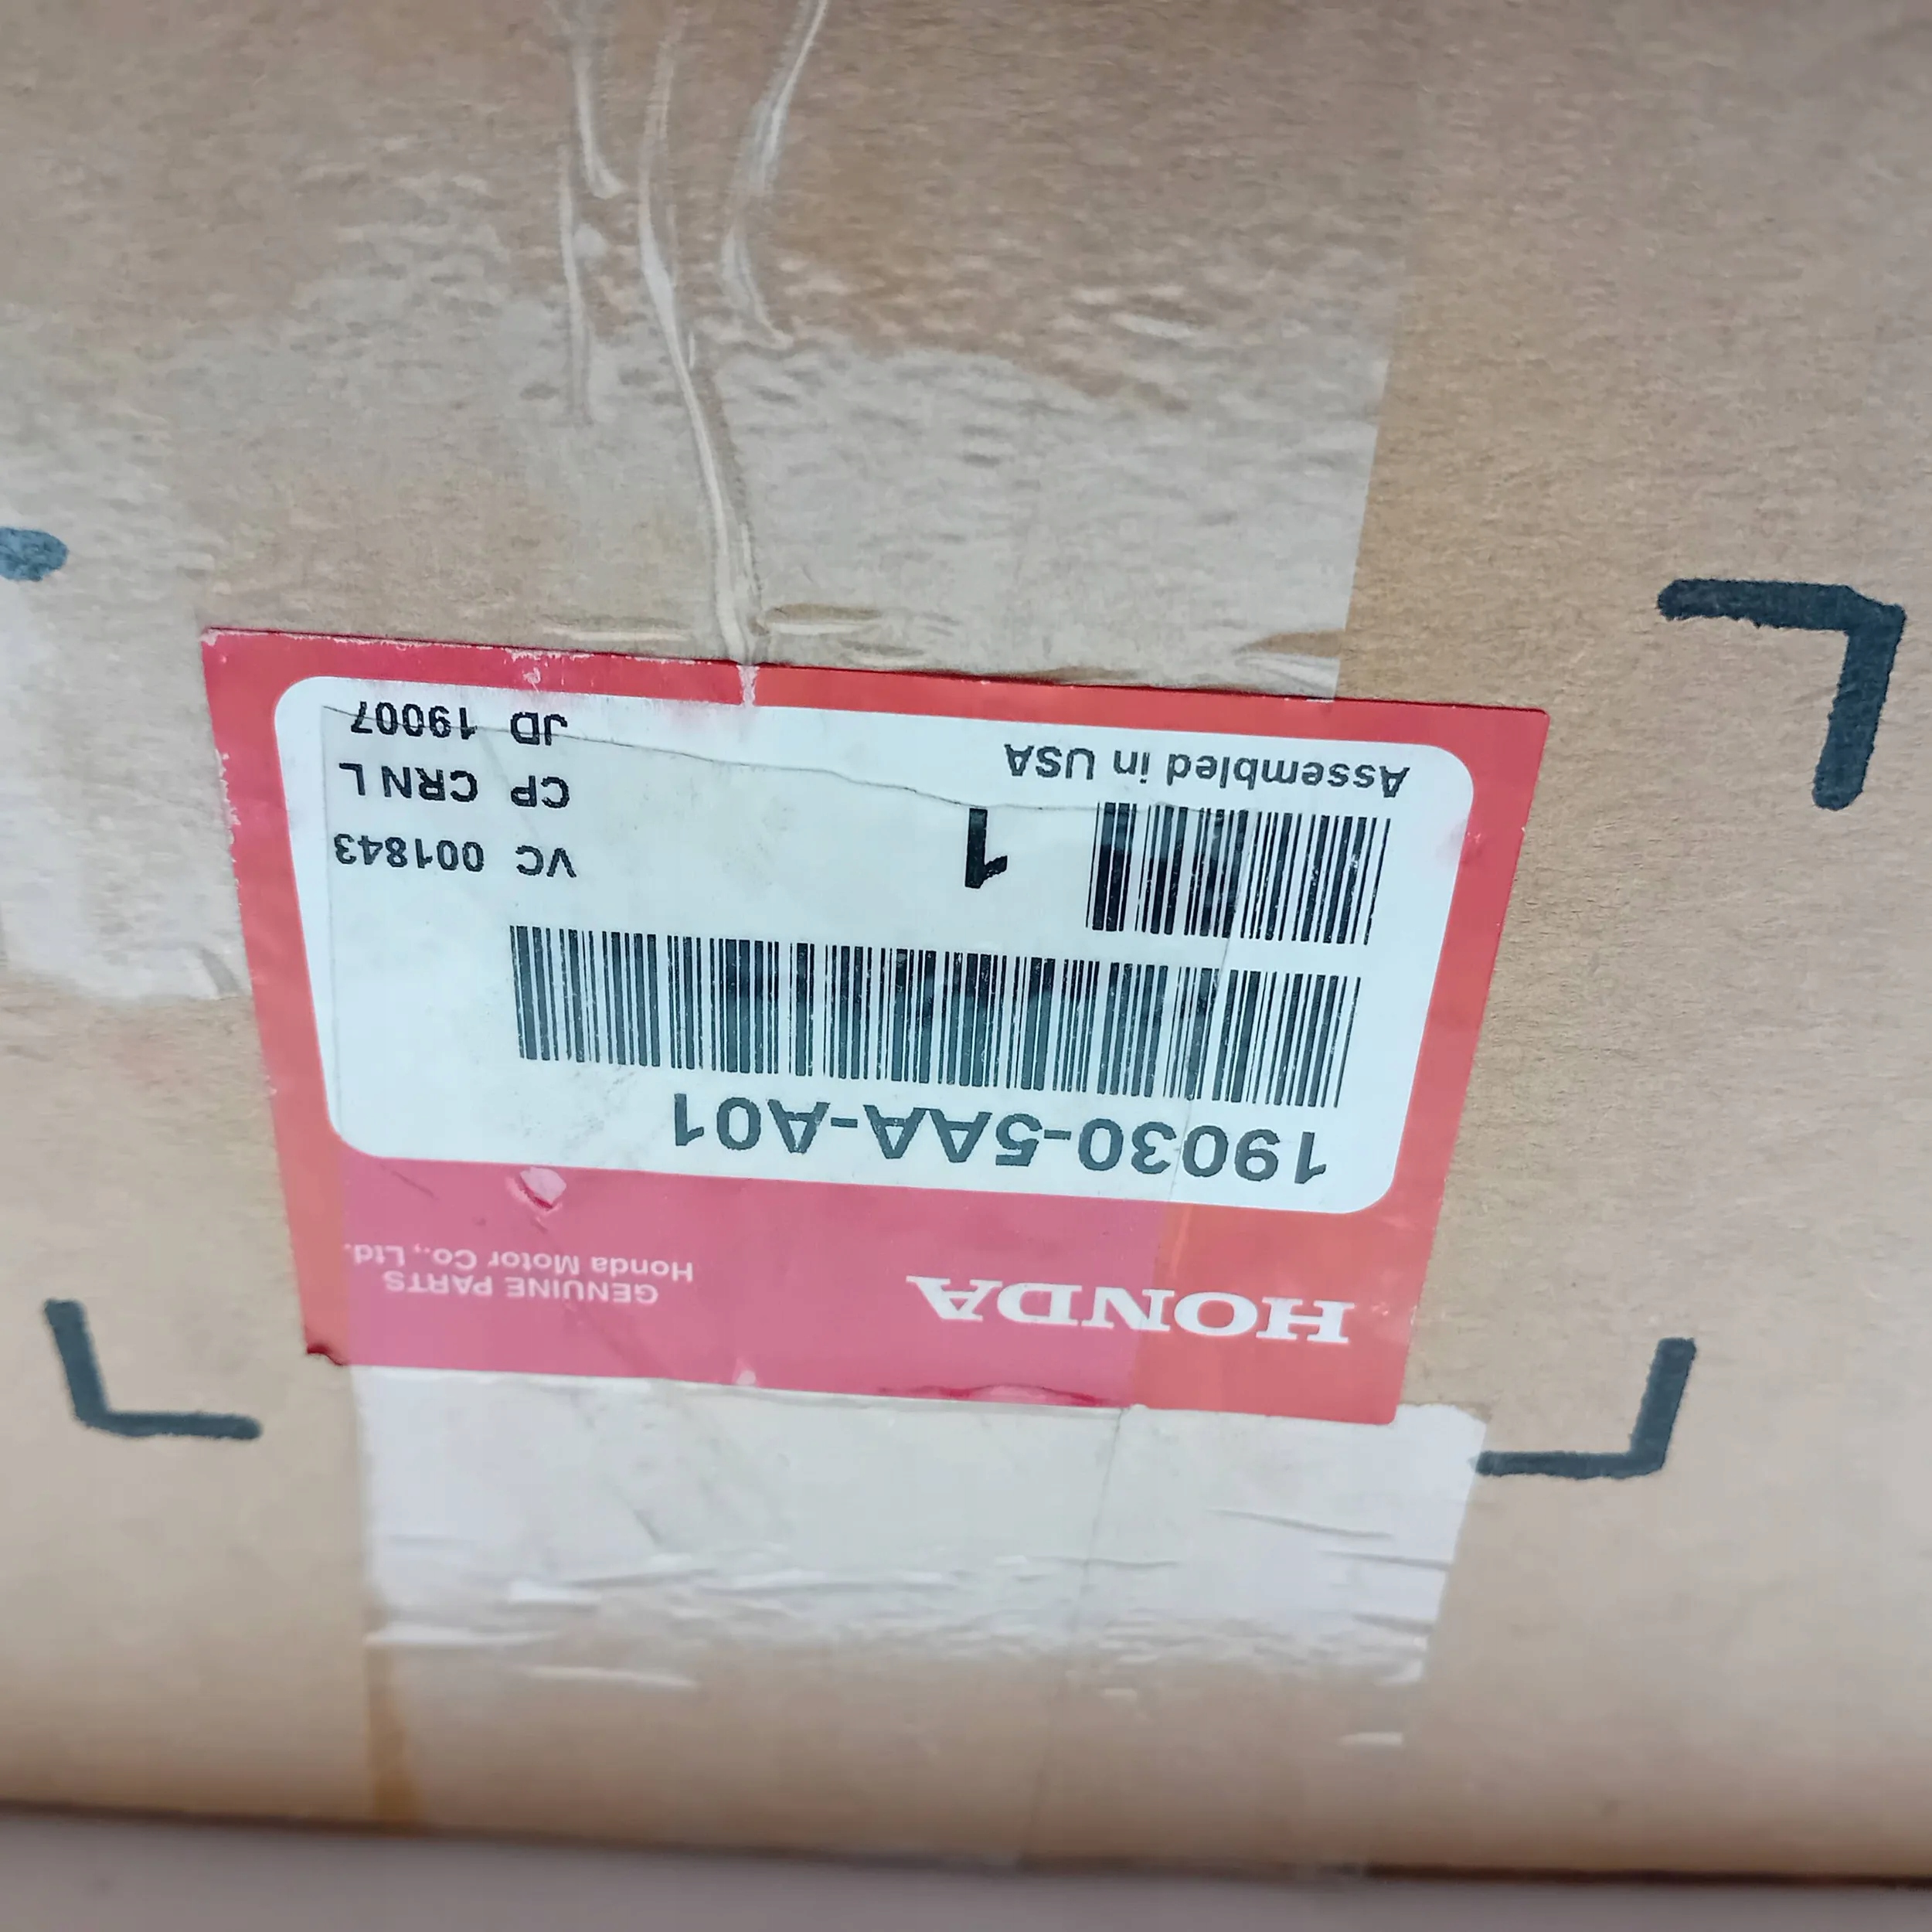 HONDA
GENUINE PARTS
Honda Motor Co., Ltd.
19030-5AA-A01
1
VC 001843
CP CRN L
JD 19007
Assembled in USA